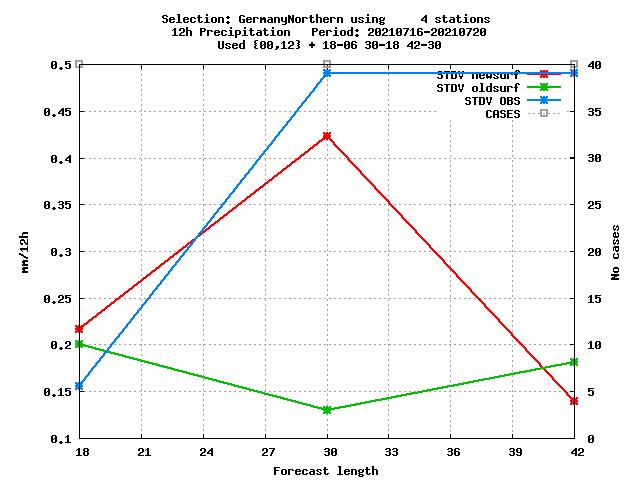 Selection: GermanyNorthern using     4 stations
12h Precipitation   Period: 20210716-20210720
Used {00,12} + 18-06 30-18 42-30
0.5
0.45
0.4
0.35
0.3
0.25
0.2
0.15
0.1
mm/12h
STDV newsurf
STDV oldsurf
STDV OBS
CASES
40
35
30
25
20
15
10
5
0
No cases
18 21 24 27 30 33 36 39 42
Forecast length